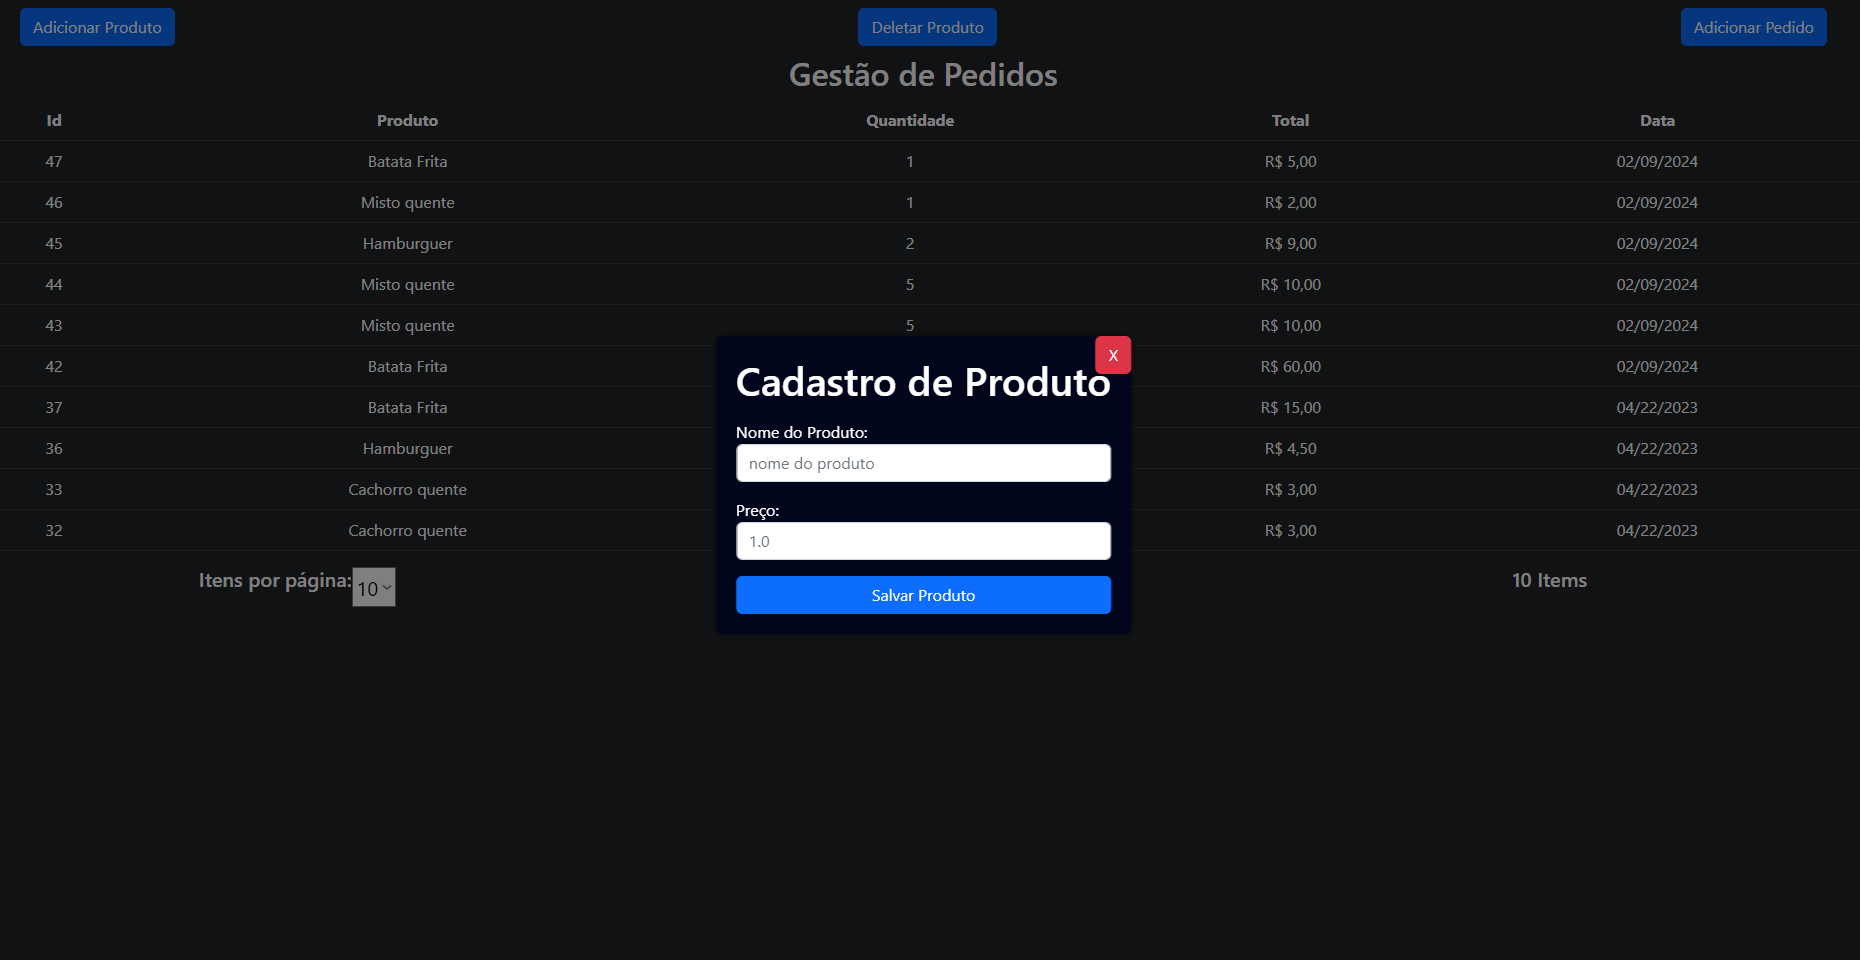 Adicionar Produto Deletar Produto Adicionar Pedido
Gestão de Pedidos
Id Produto Quantidade Total Data
47 Batata Frita 1 R$ 5,00 02/09/2024
46 Misto quente 1 R$ 2,00 02/09/2024
45 Hamburguer 2 R$ 9,00 02/09/2024
44 Misto quente 5 R$ 10,00 02/09/2024
43 Misto quente 5 R$ 10,00 02/09/2024
42 Batata Frita R$ 60,00 02/09/2024
37 Batata Frita R$ 15,00 04/22/2023
36 Hamburguer R$ 4,50 04/22/2023
33 Cachorro quente R$ 3,00 04/22/2023
32 Cachorro quente R$ 3,00 04/22/2023
Itens por página: 10 10 Items
X
Cadastro de Produto
Nome do Produto:
nome do produto
Preço:
1.0
Salvar Produto